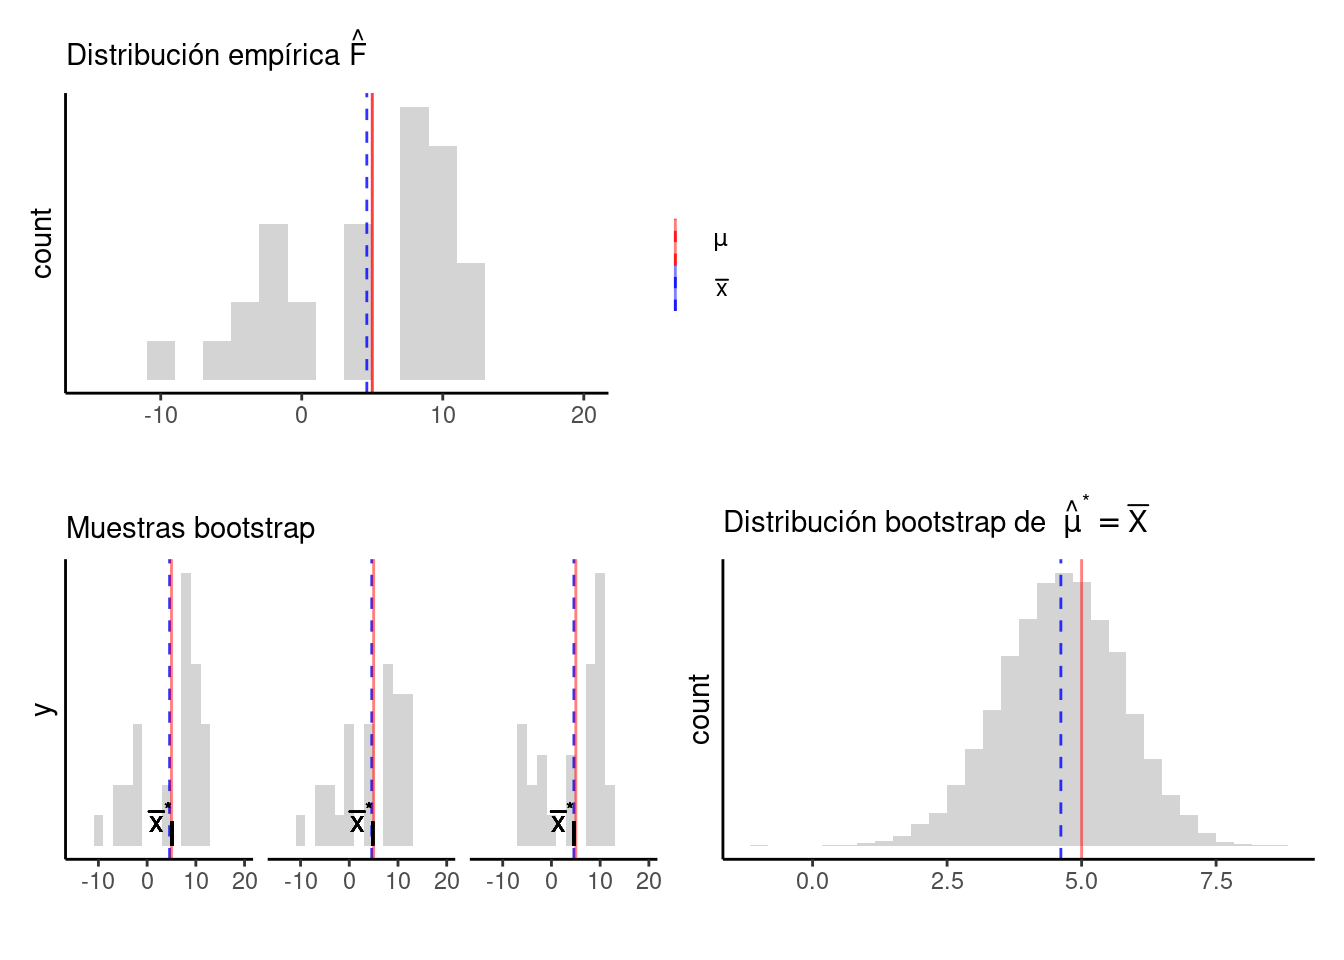 Distribución empírica F̂
count
-10 0 10 20
μ
x̅
Muestras bootstrap
y
x̅* x̅* x̅*
-10 0 10 20 -10 0 10 20 -10 0 10 20
Distribución bootstrap de μ̂* = X̅
count
0.0 2.5 5.0 7.5